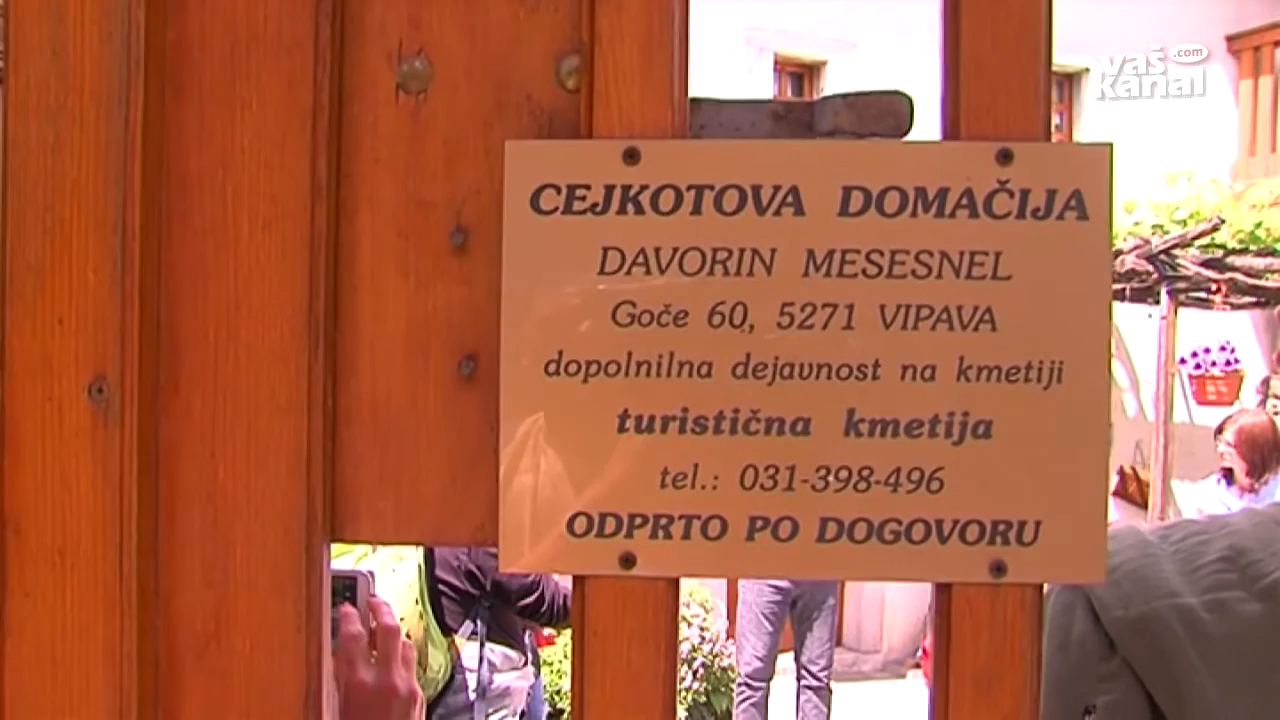 vaš .com
kanal
CEJKOTOVA DOMAČIJA
DAVORIN MESESNEL
Goče 60, 5271 VIPAVA
dopolnilna dejavnost na kmetiji
turistična kmetija
tel.: 031-398-496
ODPRTO PO DOGOVORU